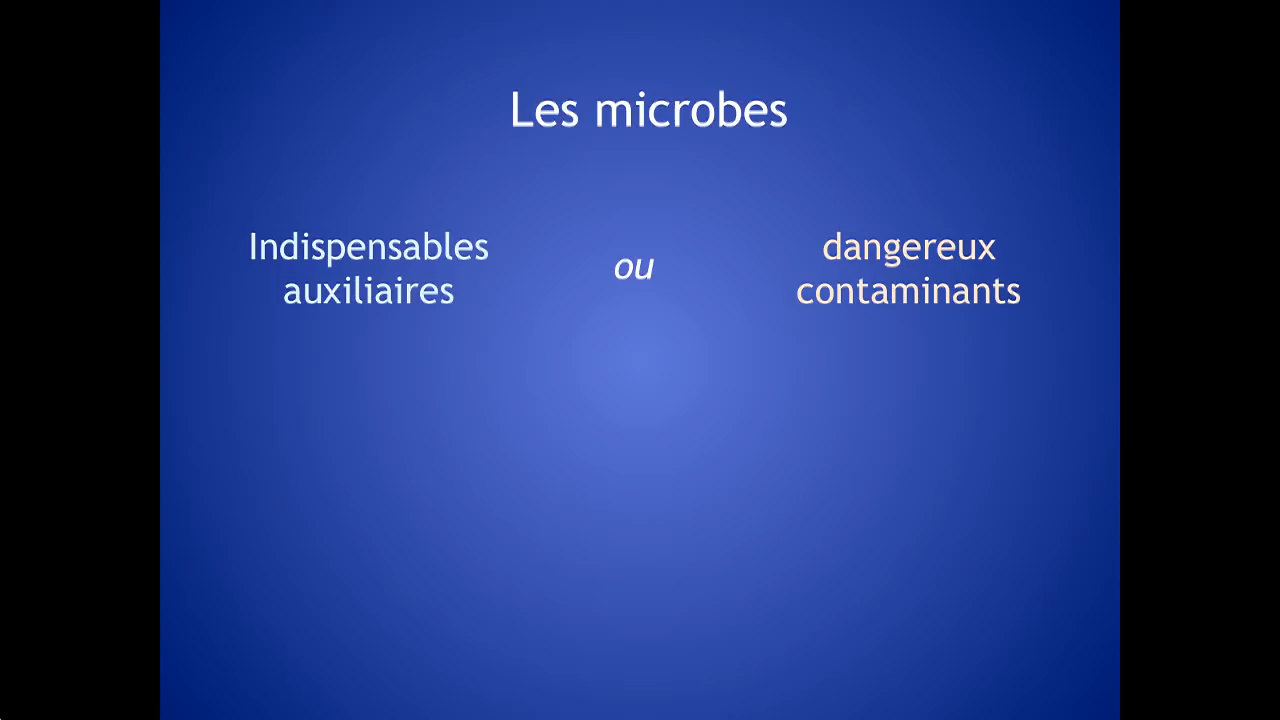 Les microbes
Indispensables
auxiliaires
ou
dangereux
contaminants